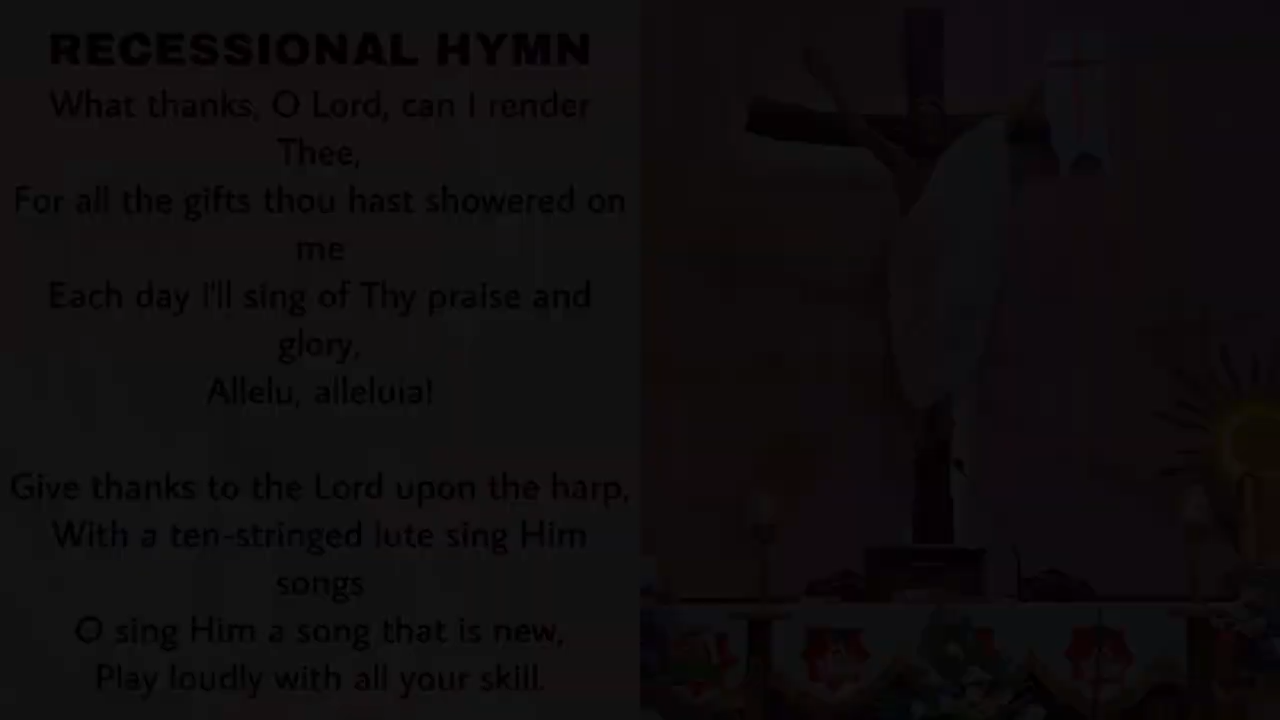 RECESSIONAL HYMN
What thanks, O Lord, can I render
Thee,
For all the gifts thou hast showered on
me
Each day I'll sing of Thy praise and
glory,
Allelu, alleluia!
Give thanks to the Lord upon the harp,
With a ten-stringed lute sing Him
songs
O sing Him a song that is new,
Play loudly with all your skill.